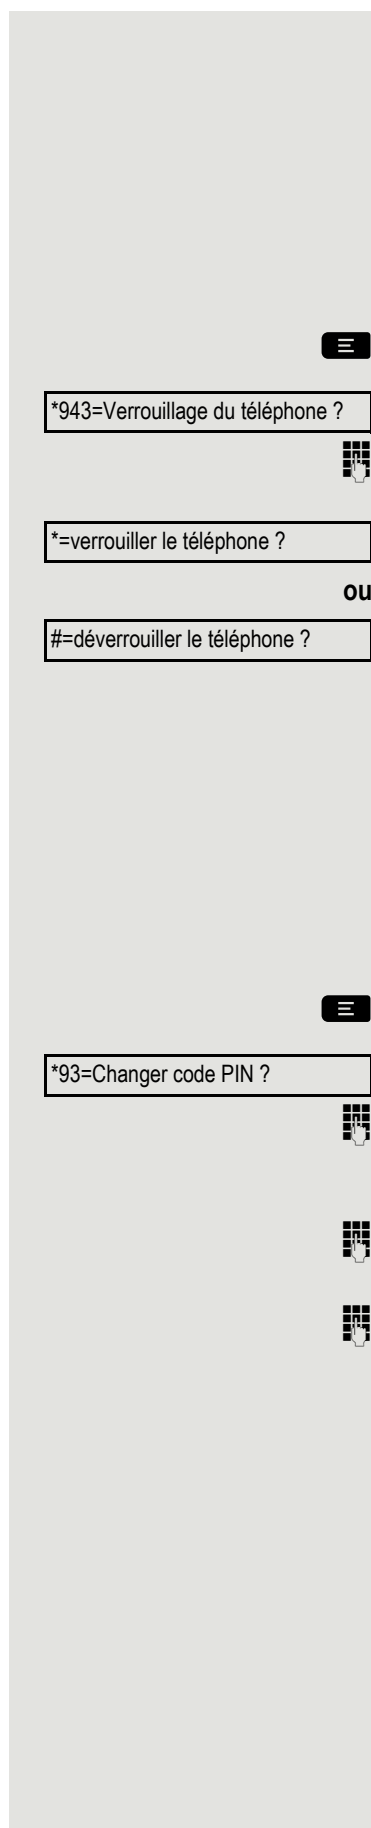 *943=Verrouillage du téléphone ?
*=verrouiller le téléphone ?
ou
#=déverrouiller le téléphone ?
*93=Changer code PIN ?